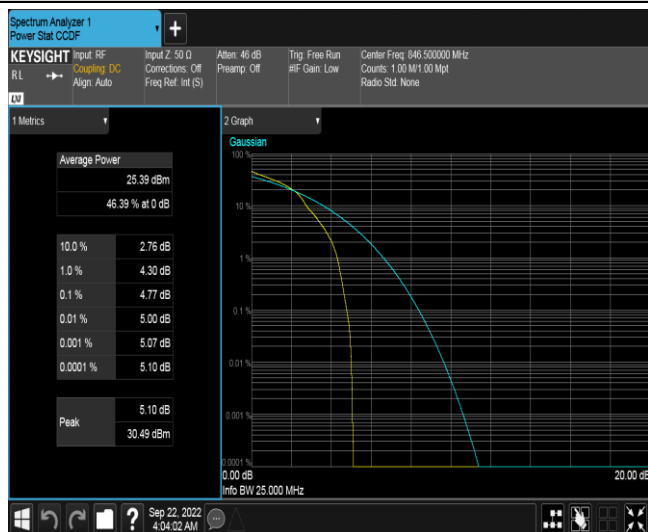 Spectrum Analyzer 1
Power Stat CCDF
KEYSIGHT
RL
LXI
Input: RF
Coupling: DC
Align: Auto
Input Z: 50 Ω
Corrections: Off
Freq Ref: Int (S)
Atten: 46 dB
Preamp: Off
Trig: Free Run
#IF Gain: Low
Center Freq: 846.500000 MHz
Counts: 1.00 M/1.00 Mpt
Radio Std: None
1 Metrics
Average Power
25.39 dBm
46.39 % at 0 dB
10.0 % 2.76 dB
1.0 % 4.30 dB
0.1 % 4.77 dB
0.01 % 5.00 dB
0.001 % 5.07 dB
0.0001 % 5.10 dB
Peak
5.10 dB
30.49 dBm
2 Graph
Gaussian
100 %
10 %
1 %
0.1 %
0.01 %
0.001 %
0.0001 %
0.00 dB 20.00 dB
Info BW 25.000 MHz
Sep 22, 2022
4:04:02 AM